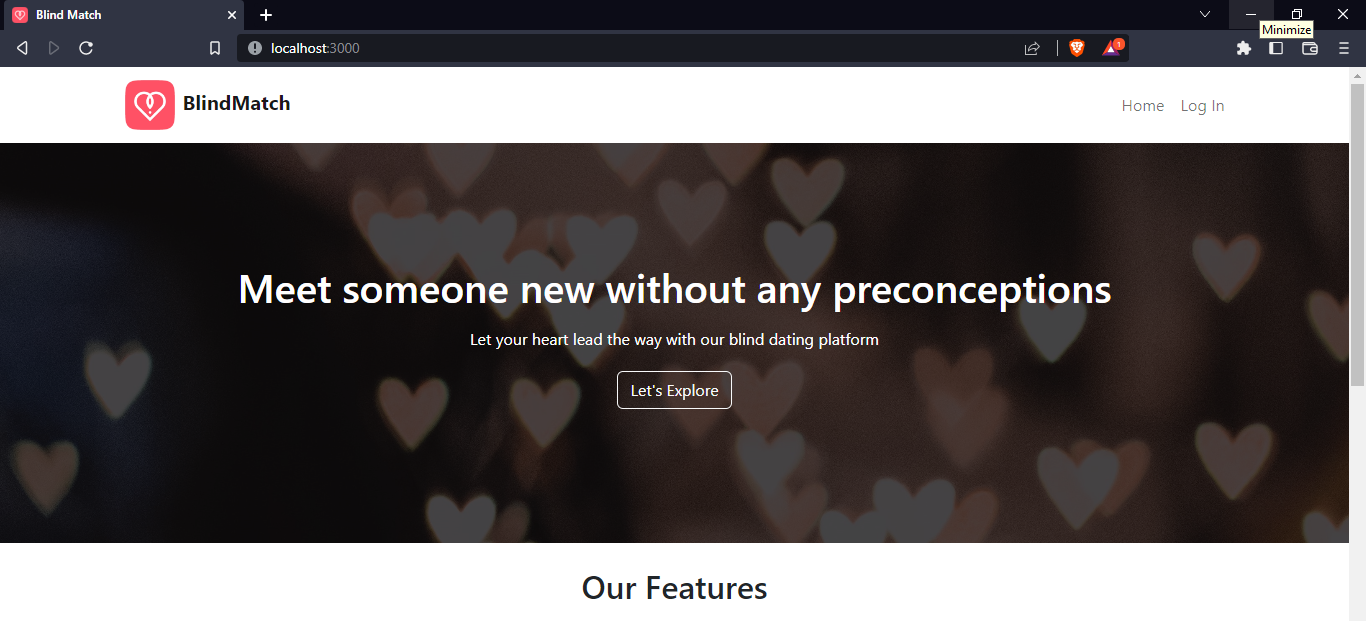 Blind Match
Minimize
localhost:3000
1
BlindMatch
Home
Log In
Meet someone new without any preconceptions
Let your heart lead the way with our blind dating platform
Let's Explore
Our Features